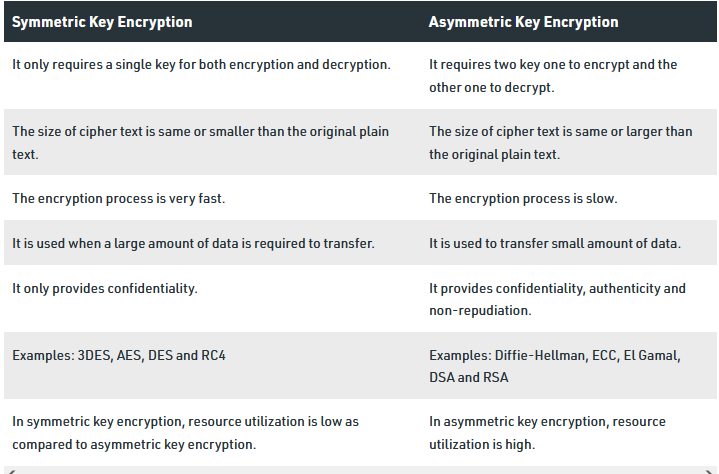 Symmetric Key Encryption
Asymmetric Key Encryption
It only requires a single key for both encryption and decryption.
It requires two key one to encrypt and the
other one to decrypt.
The size of cipher text is same or smaller than the original plain
text.
The size of cipher text is same or larger than
the original plain text.
The encryption process is very fast.
The encryption process is slow.
It is used when a large amount of data is required to transfer.
It is used to transfer small amount of data.
It only provides confidentiality.
It provides confidentiality, authenticity and
non-repudiation.
Examples: 3DES, AES, DES and RC4
Examples: Diffie-Hellman, ECC, El Gamal,
DSA and RSA
In symmetric key encryption, resource utilization is low as
compared to asymmetric key encryption.
In asymmetric key encryption, resource
utilization is high.